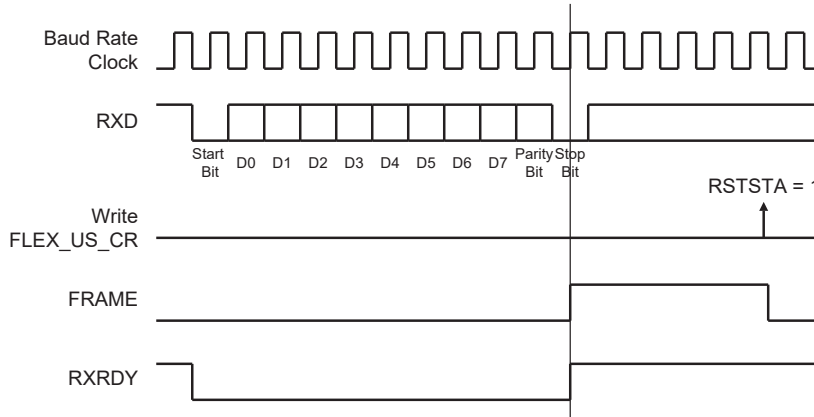 Baud Rate
Clock
RXD
Start
Bit
D0 D1 D2 D3 D4 D5 D6 D7
Parity
Bit
Stop
Bit
RSTSTA = 1
Write
FLEX_US_CR
FRAME
RXRDY